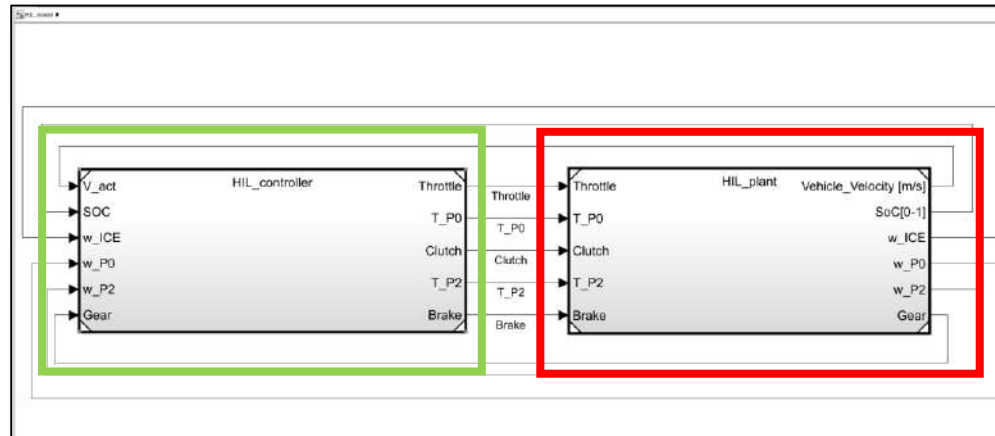 HIL_controller
V_act
SOC
w_ICE
w_P0
w_P2
Gear
Throttle
T_P0
Clutch
T_P2
Brake
Throttle
T_P0
Clutch
T_P2
Brake
HIL_plant
Throttle
T_P0
Clutch
T_P2
Brake
Vehicle_Velocity [m/s]
SoC[0-1]
w_ICE
w_P0
w_P2
Gear